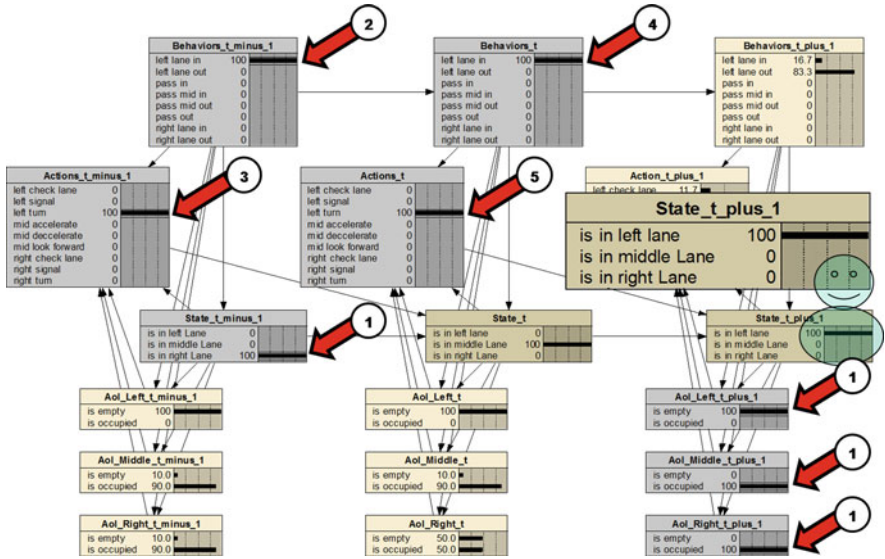 2
4
Behaviors_t_minus_1
left lane in 100
left lane out 0
pass in 0
pass mid in 0
pass mid out 0
pass out 0
right lane in 0
right lane out 0
Behaviors_t
left lane in 100
left lane out 0
pass in 0
pass mid in 0
pass mid out 0
pass out 0
right lane in 0
right lane out 0
Behaviors_t_plus_1
left lane in 16.7
left lane out 83.3
pass in 0
pass mid in 0
pass mid out 0
pass out 0
right lane in 0
right lane out 0
3
5
Actions_t_minus_1
left check lane 0
left signal 0
left turn 100
mid accelerate 0
mid deccelerate 0
mid look forward 0
right check lane 0
right signal 0
right turn 0
Actions_t
left check lane 0
left signal 0
left turn 100
mid accelerate 0
mid deccelerate 0
mid look forward 0
right check lane 0
right signal 0
right turn 0
Action_t_plus_1
left check lane 11.7
State_t_plus_1
is in left lane 100
is in middle Lane 0
is in right Lane 0
1
State_t_minus_1
is in left Lane 0
is in middle Lane 0
is in right Lane 100
State_t
is in left lane 0
is in middle Lane 100
is in right Lane 0
State_t_plus_1
is in left lane 100
is in middle Lane 0
is in right Lane 0
1
AoI_Left_t_minus_1
is empty 100
is occupied 0
AoI_Left_t
is empty 100
is occupied 0
AoI_Left_t_plus_1
is empty 100
is occupied 0
1
AoI_Middle_t_minus_1
is empty 10.0
is occupied 90.0
AoI_Middle_t
is empty 10.0
is occupied 90.0
AoI_Middle_t_plus_1
is empty 0
is occupied 100
1
AoI_Right_t_minus_1
is empty 10.0
is occupied 90.0
AoI_Right_t
is empty 50.0
is occupied 50.0
AoI_Right_t_plus_1
is empty 0
is occupied 100